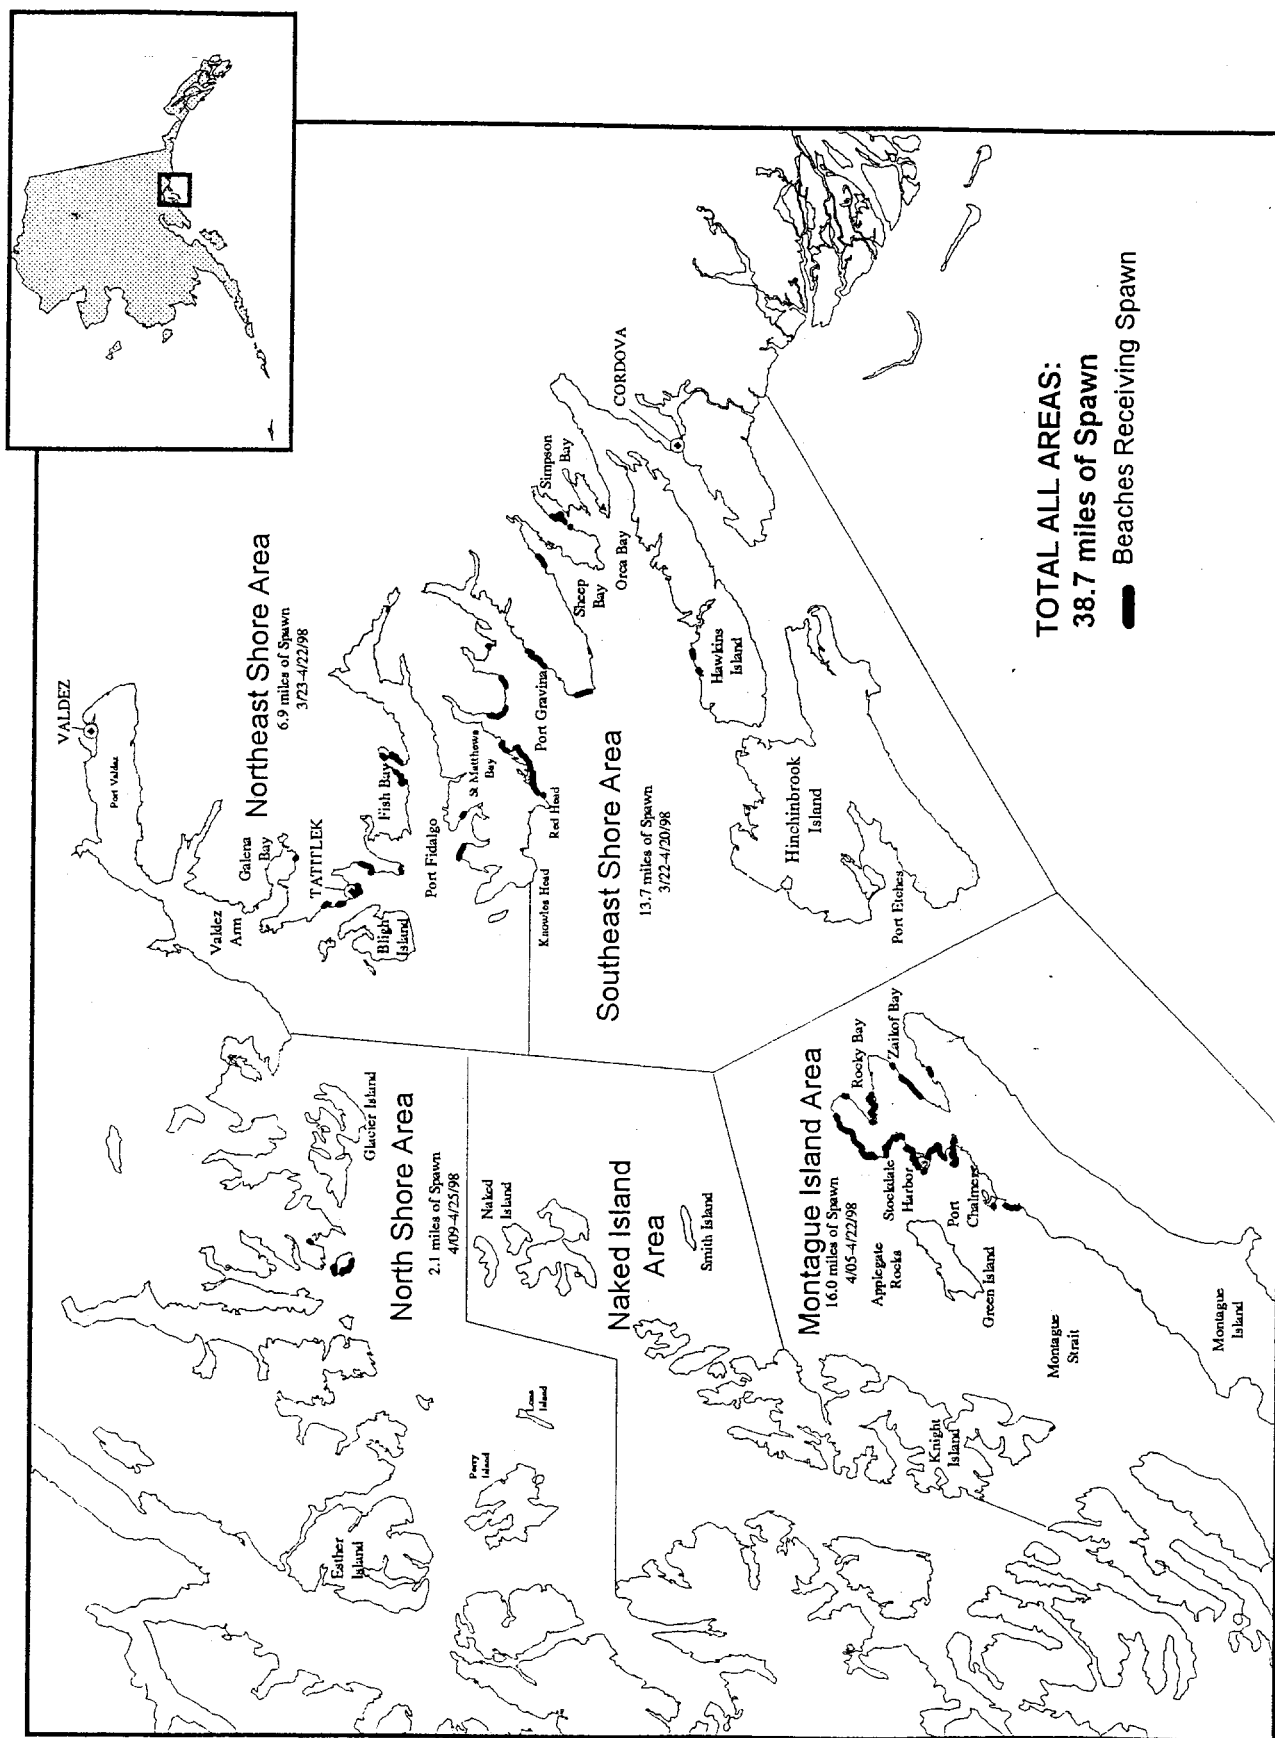 VALDEZ
Port Valdez
Northeast Shore Area
6.9 miles of Spawn
3/23-4/22/98
Galena
Bay
Valdez
Arm
TATITLEK
Bligh
Island
Fish Bay
Port Fidalgo
St Matthews
Bay
Port Gravina
Red Head
Knowles Head
Simpson
Bay
Sheep
Bay
Orca Bay
CORDOVA
Hawkins
Island
Southeast Shore Area
13.7 miles of Spawn
3/22-4/20/98
Hinchinbrook
Island
Port Etches
Glacier Island
North Shore Area
2.1 miles of Spawn
4/09-4/25/98
Naked
Island
Naked Island
Area
Smith Island
Esther
Island
Perry
Island
Lone
Island
Montague Island Area
16.0 miles of Spawn
4/05-4/22/98
Rocky Bay
Zaikof Bay
Stockdale
Harbor
Port
Chalmers
Applegate
Rocks
Green Island
Knight
Island
Montague
Strait
Montague
Island
TOTAL ALL AREAS:
38.7 miles of Spawn
Beaches Receiving Spawn